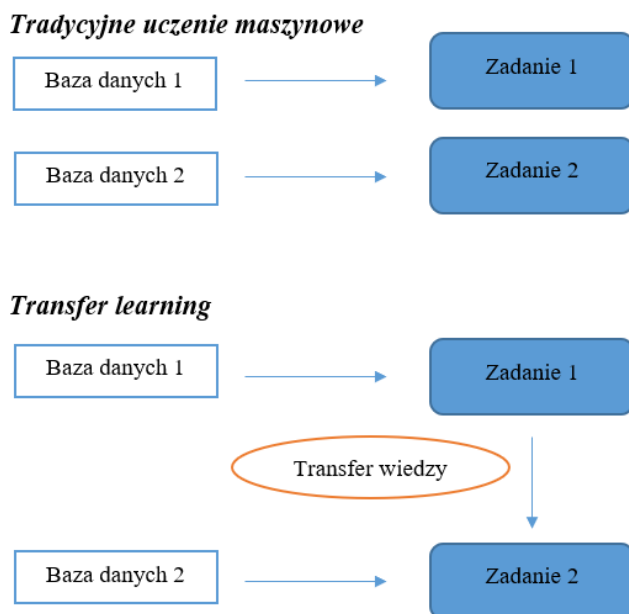 Tradycyjne uczenie maszynowe
Baza danych 1
Zadanie 1
Baza danych 2
Zadanie 2
Transfer learning
Baza danych 1
Zadanie 1
Transfer wiedzy
Baza danych 2
Zadanie 2